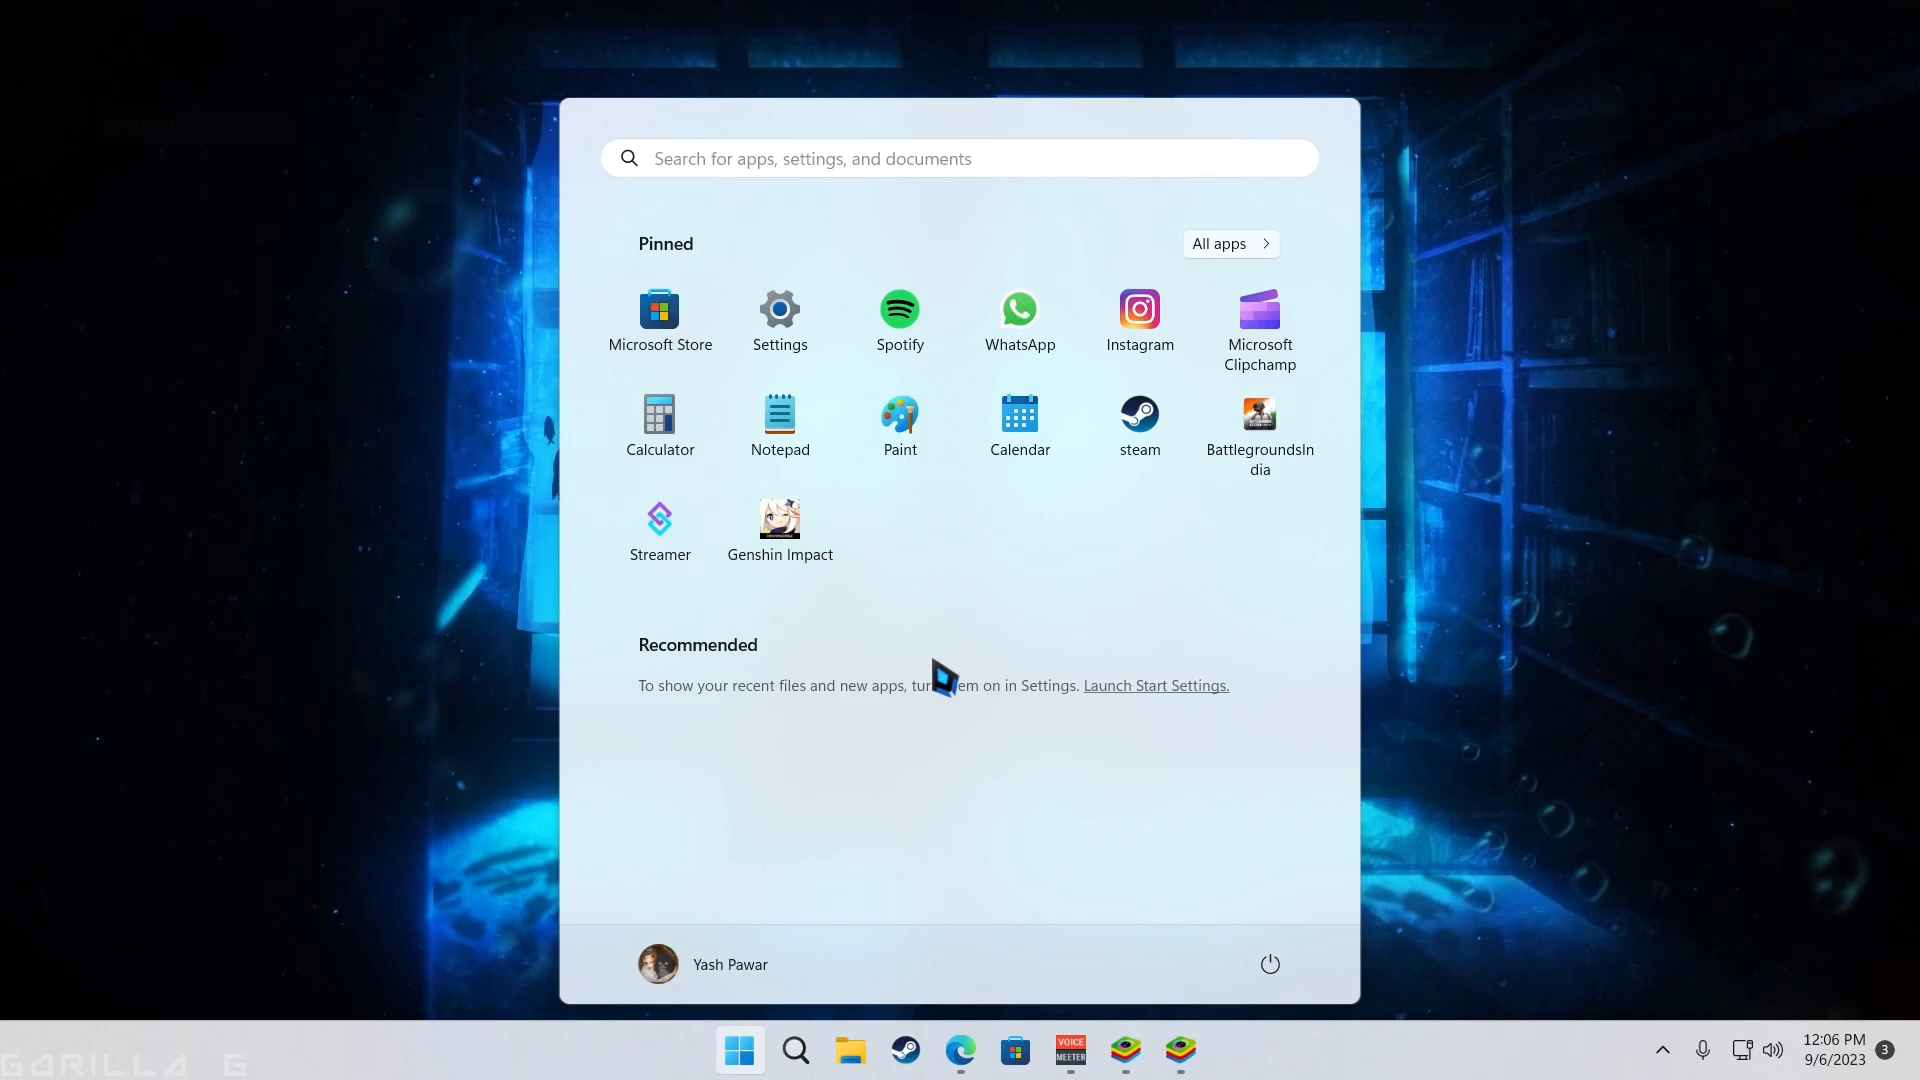 Search for apps, settings, and documents
Pinned
All apps
Microsoft Store
Settings
Spotify
WhatsApp
Instagram
Microsoft
Clipchamp
Calculator
Notepad
Paint
Calendar
steam
BattlegroundsIn
dia
Streamer
Genshin Impact
Recommended
To show your recent files and new apps, tur em on in Settings. Launch Start Settings.
Yash Pawar
VOICE
MEETER
12:06 PM
9/6/2023
3
GORILLA G